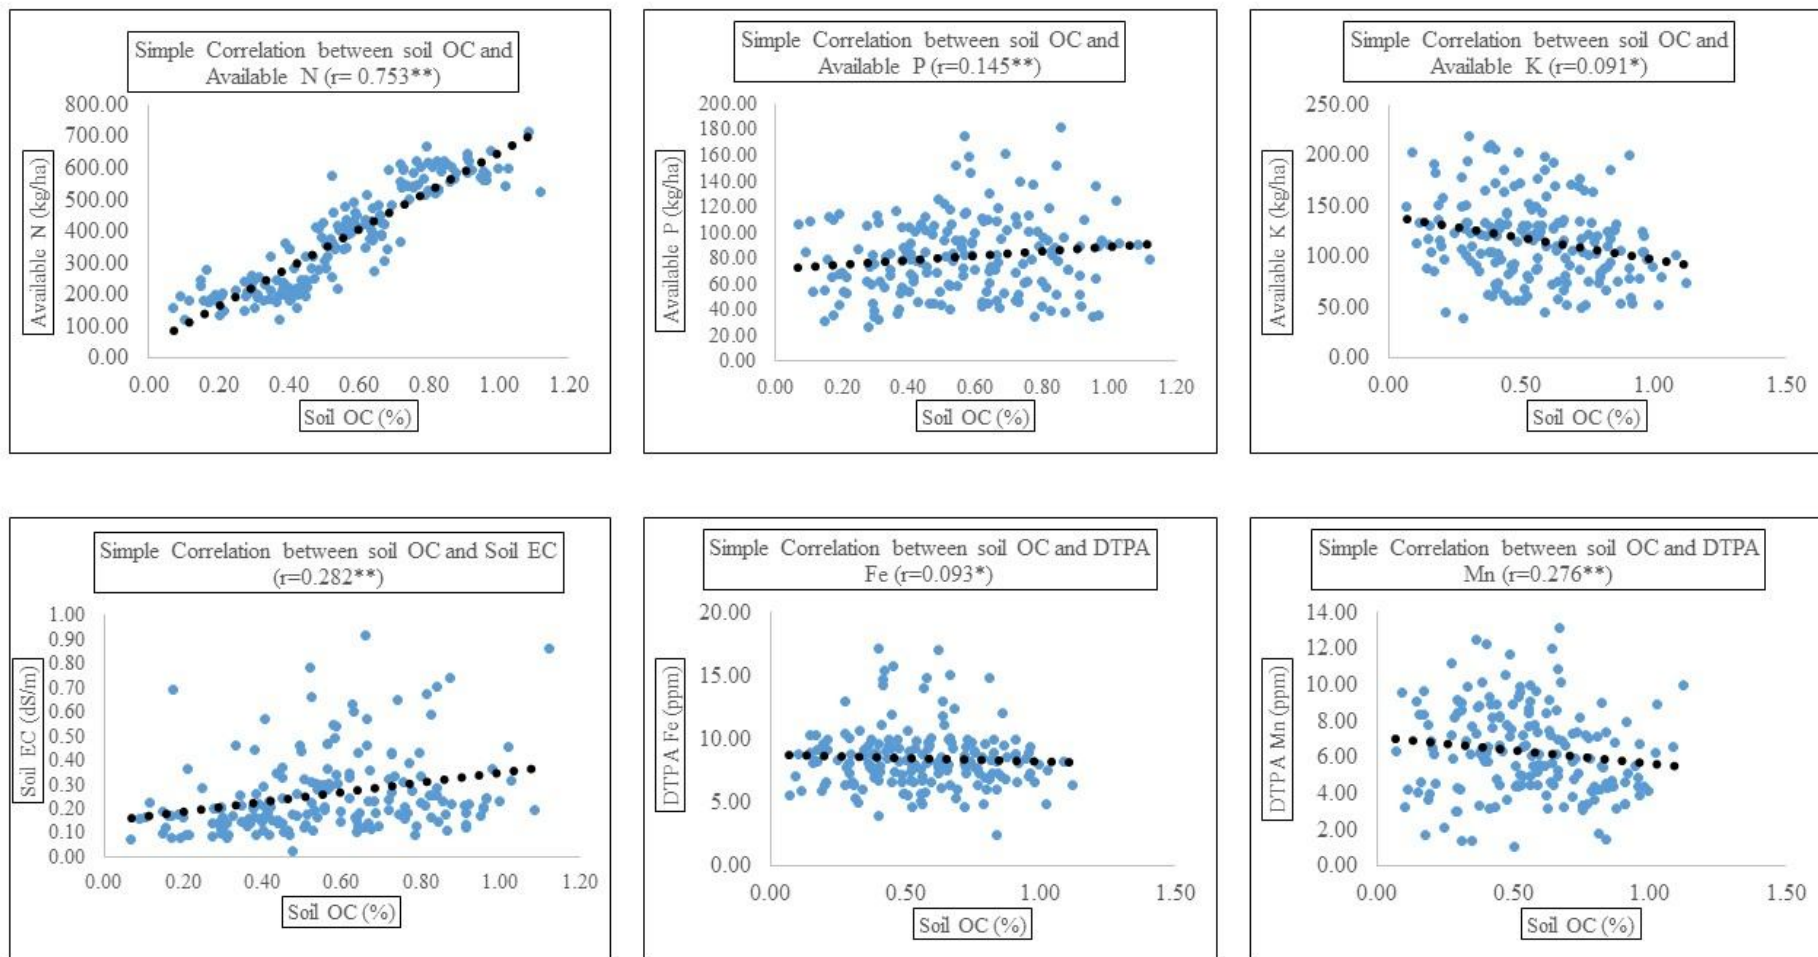 Simple Correlation between soil OC and
Available N (r= 0.753**)
800.00
700.00
600.00
500.00
400.00
300.00
200.00
100.00
0.00
Available N (kg/ha)
0.00 0.20 0.40 0.60 0.80 1.00 1.20
Soil OC (%)
Simple Correlation between soil OC and
Available P (r=0.145**)
200.00
180.00
160.00
140.00
120.00
100.00
80.00
60.00
40.00
20.00
0.00
Available P (kg/ha)
0.00 0.20 0.40 0.60 0.80 1.00 1.20
Soil OC (%)
Simple Correlation between soil OC and
Available K (r=0.091*)
250.00
200.00
150.00
100.00
50.00
0.00
Available K (kg/ha)
0.00 0.50 1.00 1.50
Soil OC (%)
Simple Correlation between soil OC and Soil EC
(r=0.282**)
1.00
0.90
0.80
0.70
0.60
0.50
0.40
0.30
0.20
0.10
0.00
Soil EC (dS/m)
0.00 0.20 0.40 0.60 0.80 1.00 1.20
Soil OC (%)
Simple Correlation between soil OC and DTPA
Fe (r=0.093*)
20.00
15.00
10.00
5.00
0.00
DTPA Fe (ppm)
0.00 0.50 1.00 1.50
Soil OC (%)
Simple Correlation between soil OC and DTPA
Mn (r=0.276**)
14.00
12.00
10.00
8.00
6.00
4.00
2.00
0.00
DTPA Mn (ppm)
0.00 0.50 1.00 1.50
Soil OC (%)